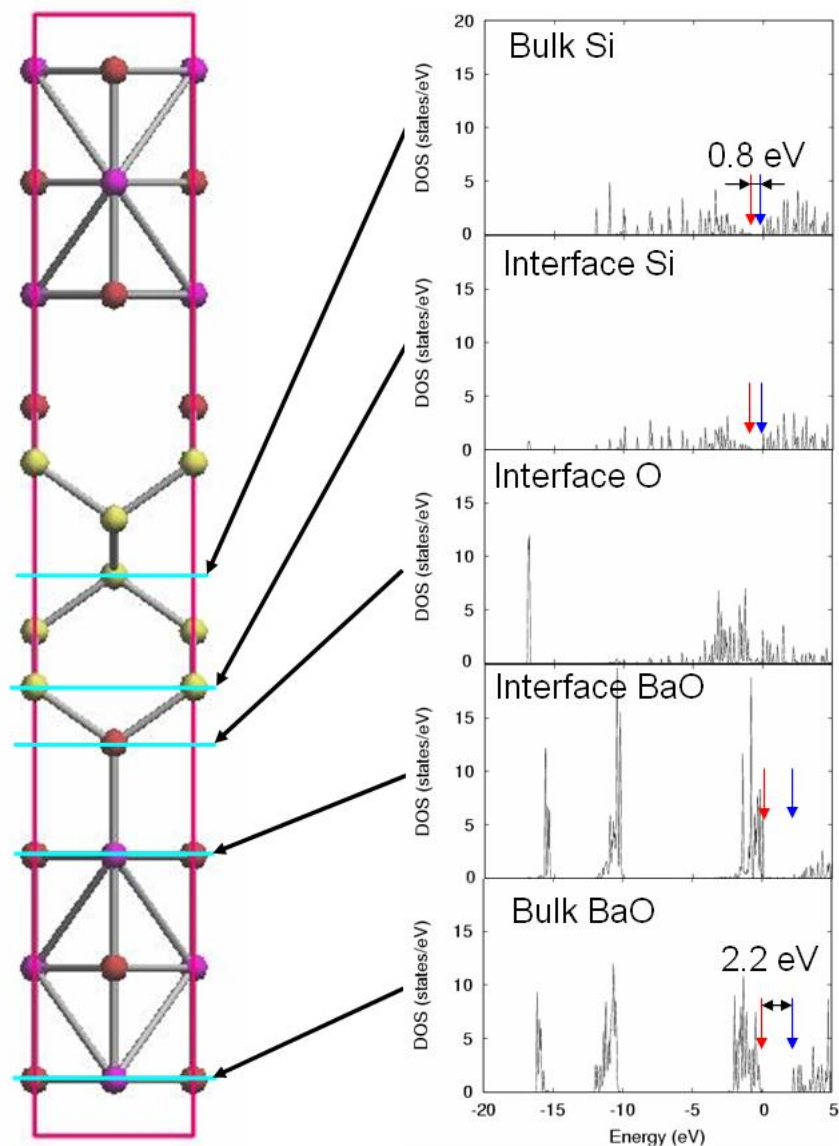 20
15
10
5
0
DOS (states/eV)
Bulk Si
0.8 eV
15
10
5
0
DOS (states/eV)
Interface Si
15
10
5
0
DOS (states/eV)
Interface O
15
10
5
0
DOS (states/eV)
Interface BaO
15
10
5
0
DOS (states/eV)
Bulk BaO
2.2 eV
-20 -15 -10 -5 0 5
Energy (eV)